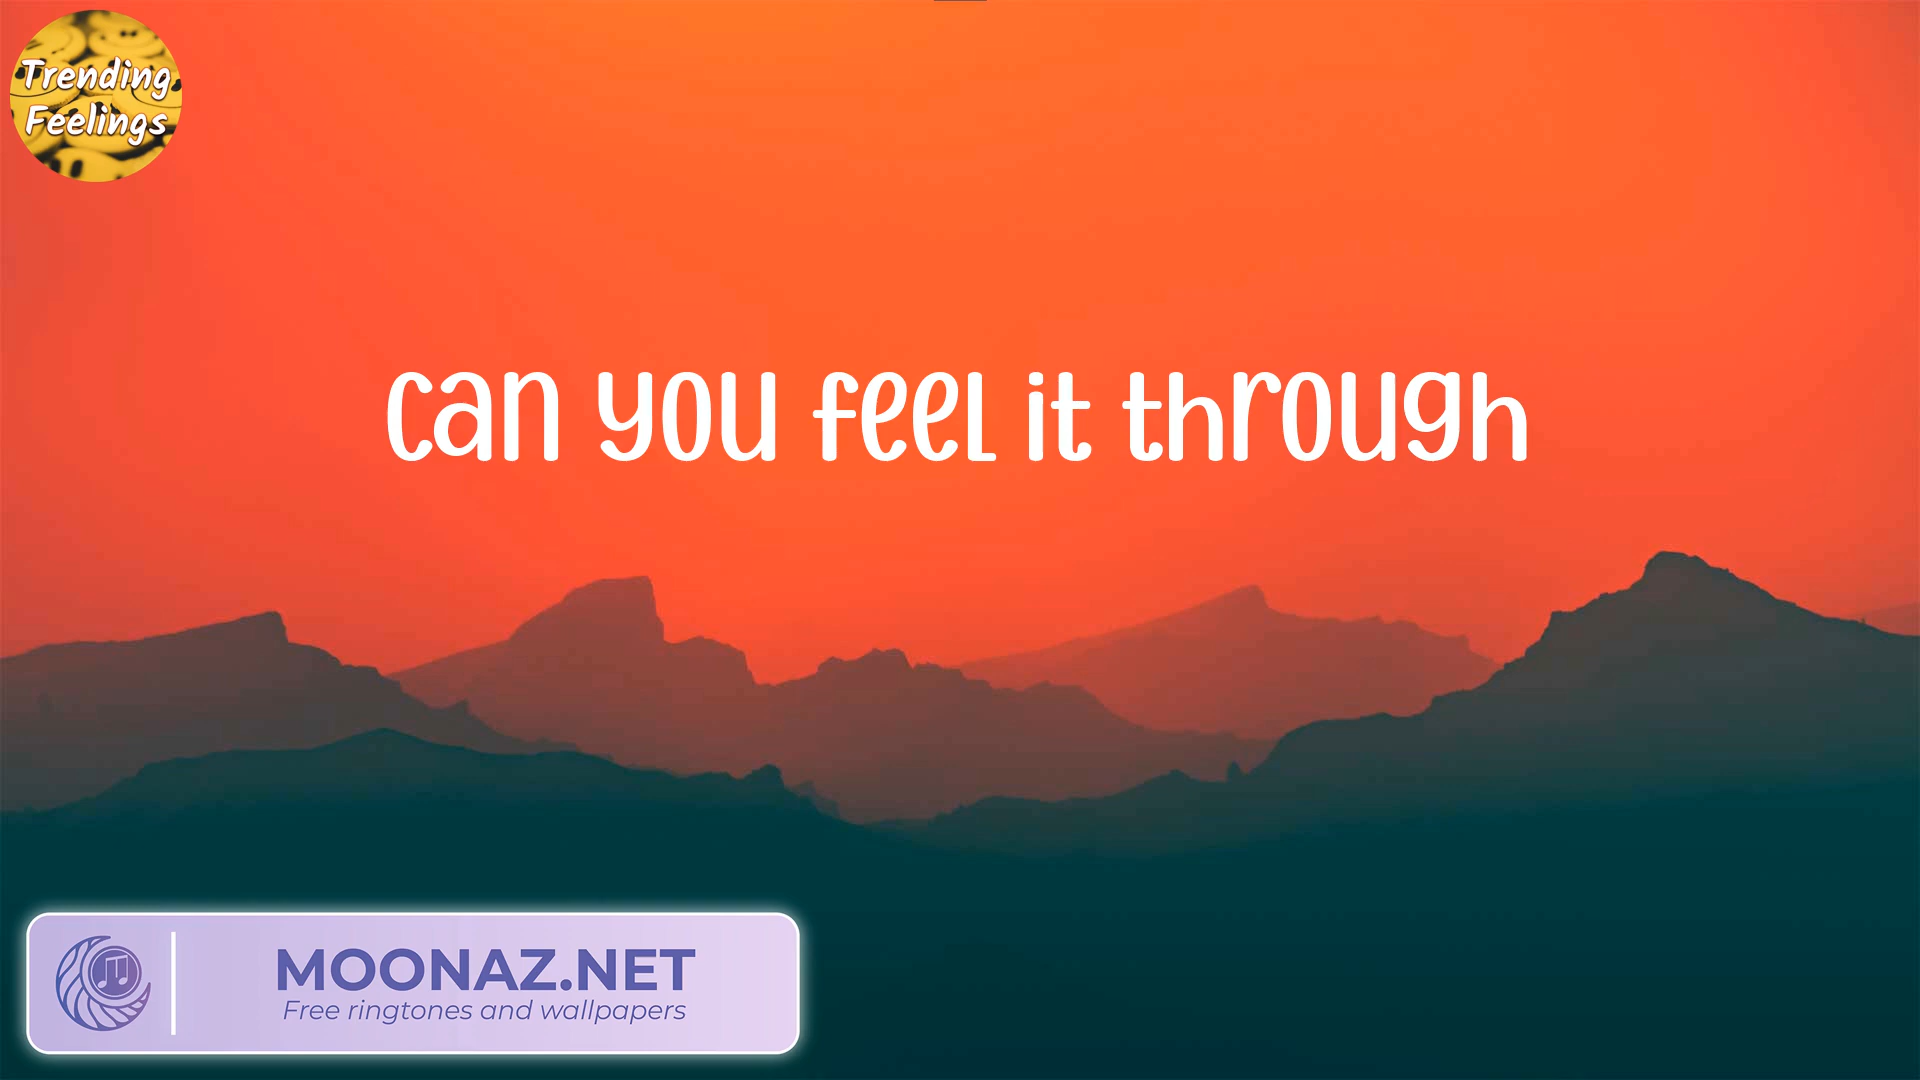 Trending
Feelings
can you feel it through
MOONAZ.NET
Free ringtones and wallpapers